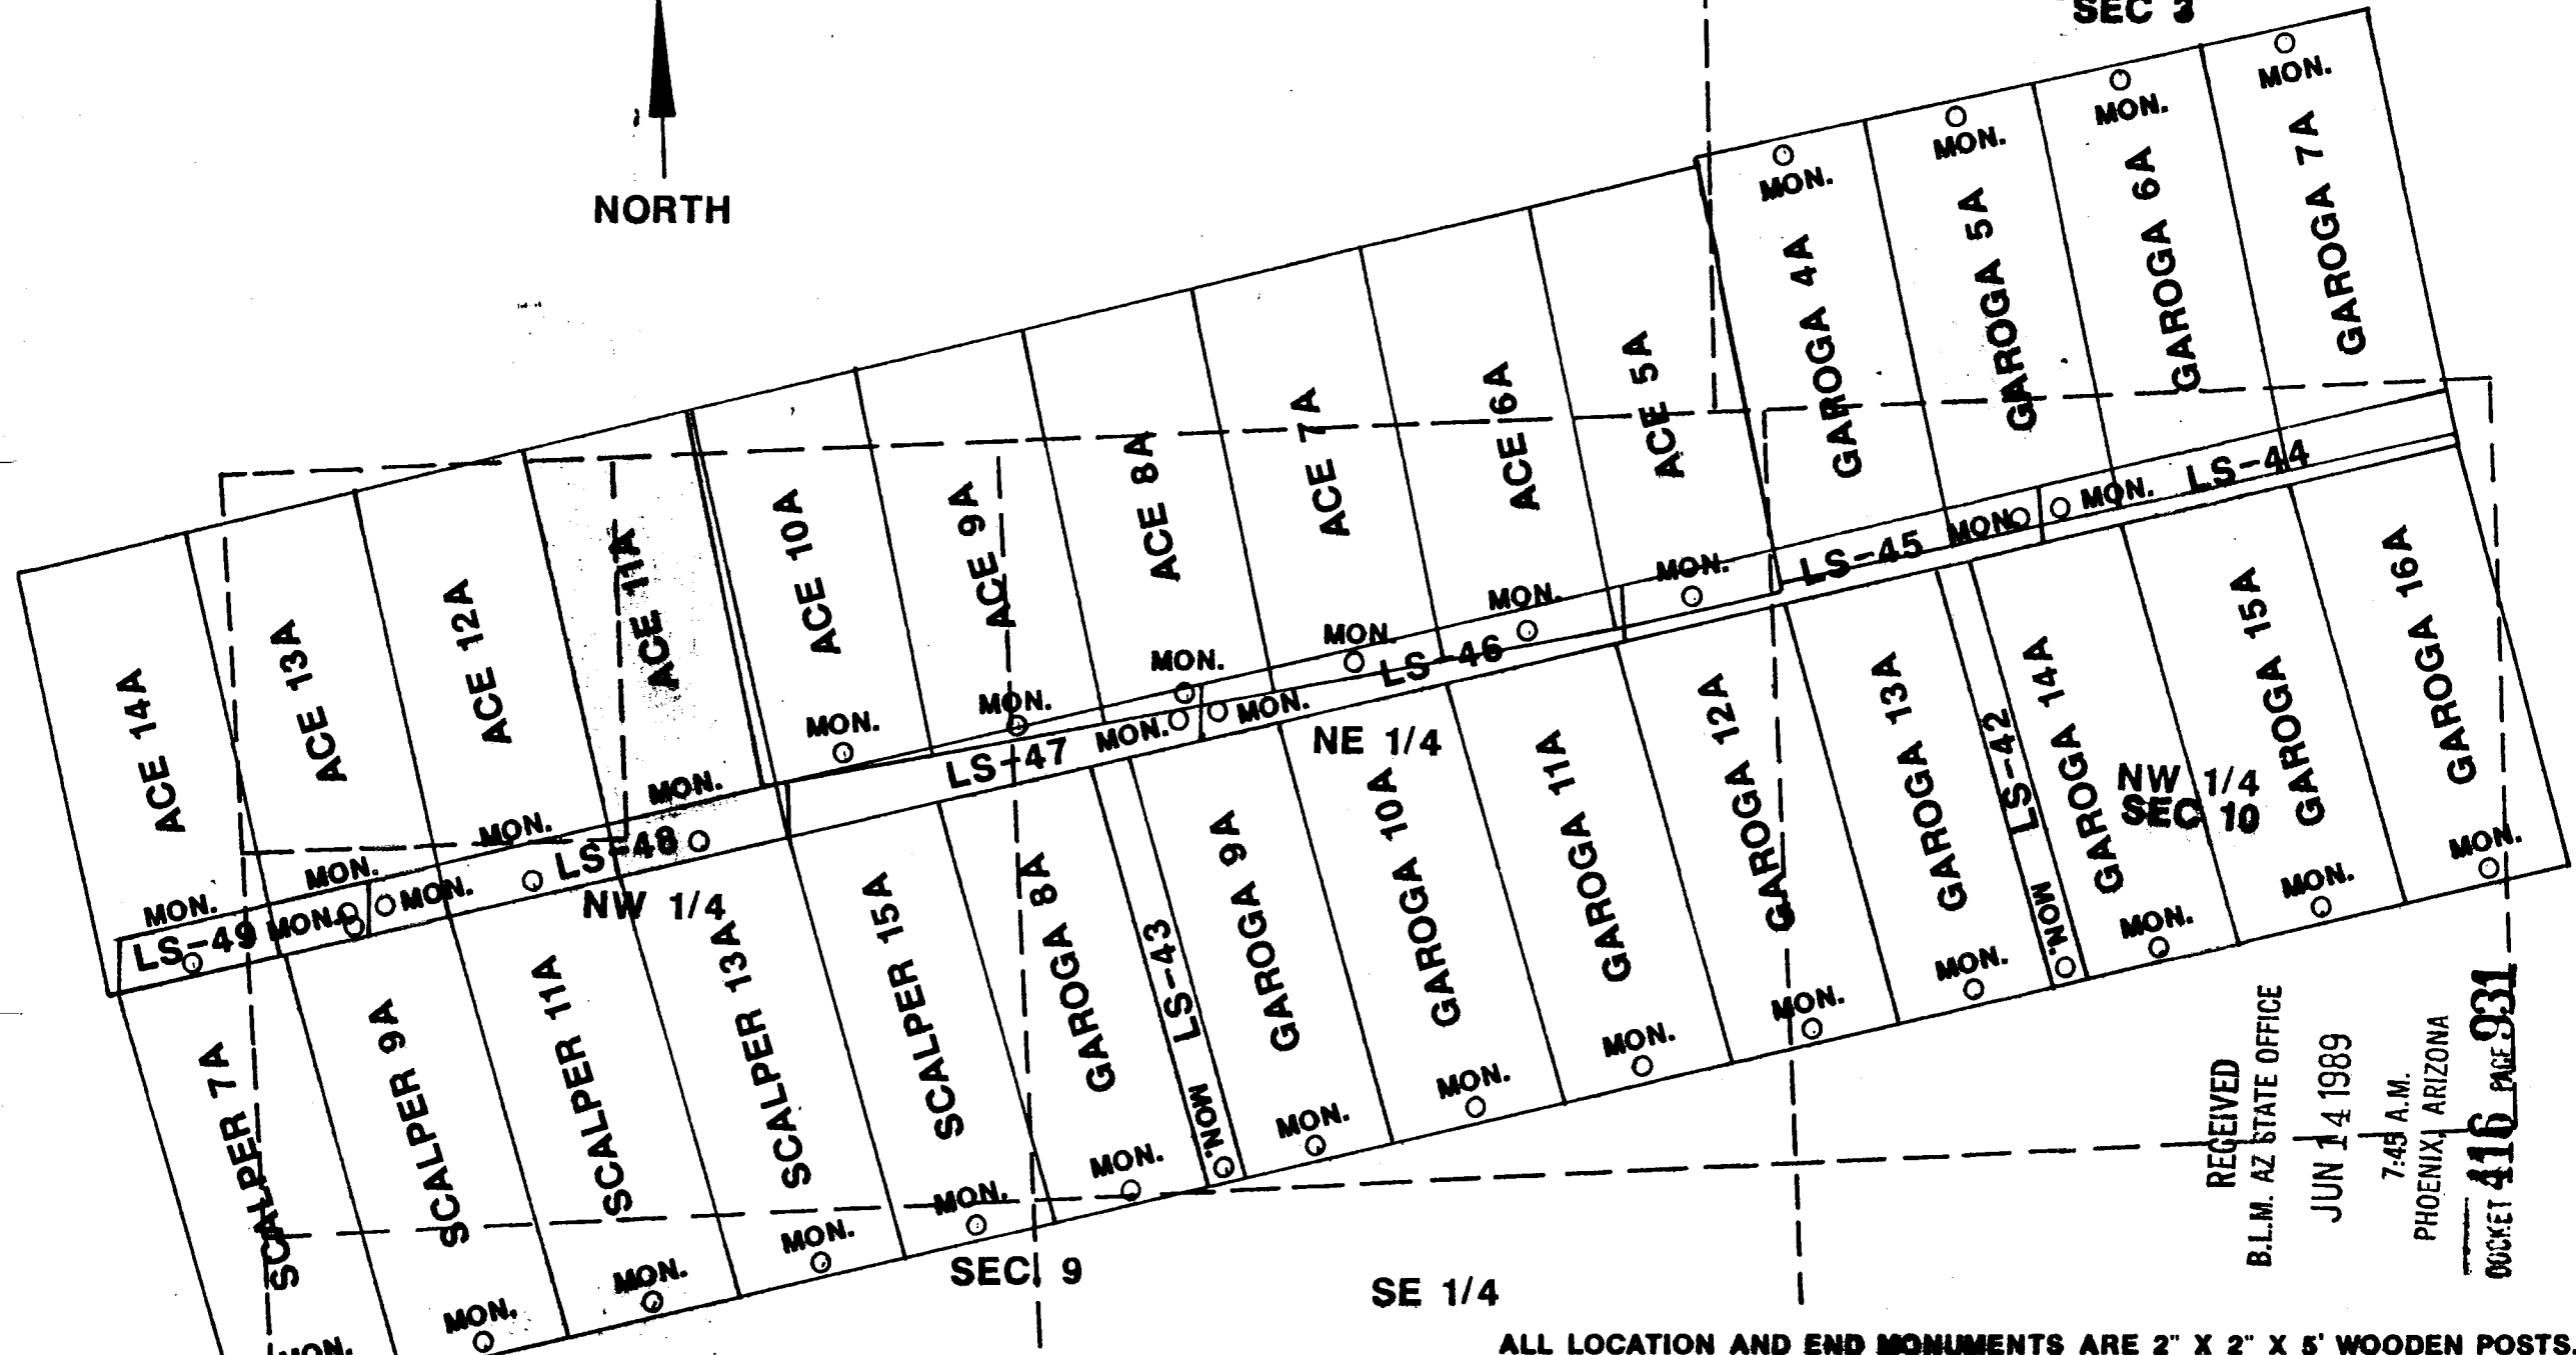 SEC 3
NORTH
MON.
MON.
MON.
MON.
GAROGA 4A
GAROGA 5A
GAROGA 6A
GAROGA 7A
ACE 14A
ACE 13A
ACE 12A
ACE 11A
ACE 10A
ACE 9A
ACE 8A
ACE 7A
ACE 6A
ACE 5A
MON.
MON.
MON.
MON.
MON.
MON.
MON.
MON.
MON.
MON.
LS-49
MON.
MON.
LS-48
LS-47
MON.
MON.
LS-46
LS-45
MON.
MON.
LS-44
NW 1/4
NE 1/4
NW 1/4
SEC 10
SCALPER 7A
SCALPER 9A
SCALPER 11A
SCALPER 13A
SCALPER 15A
GAROGA 8A
LS-43
MON.
GAROGA 9A
GAROGA 10A
GAROGA 11A
GAROGA 12A
GAROGA 13A
LS-42
MON.
GAROGA 14A
GAROGA 15A
GAROGA 16A
MON.
MON.
MON.
MON.
MON.
MON.
MON.
MON.
MON.
MON.
MON.
MON.
MON.
MON.
SEC 9
SE 1/4
RECEIVED
B.L.M. AZ STATE OFFICE
JUN 14 1989
7:45 A.M.
PHOENIX, ARIZONA
DOCKET 416 PAGE 931
ALL LOCATION AND END MONUMENTS ARE 2" X 2" X 5' WOODEN POSTS.